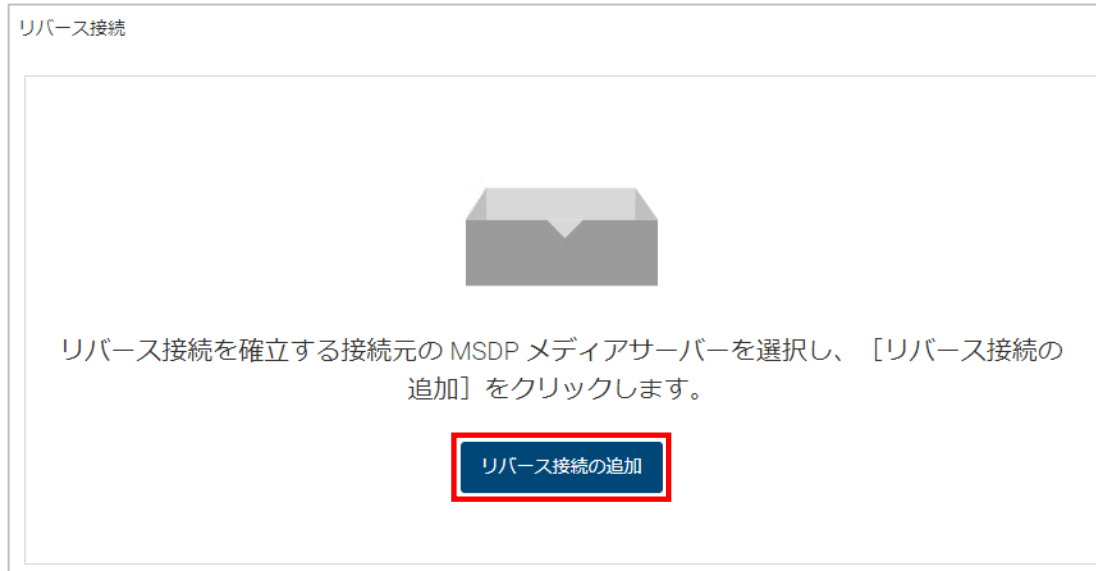 リバース接続
リバース接続を確立する接続元の MSDP メディアサーバーを選択し、［リバース接続の
追加］をクリックします。
リバース接続の追加